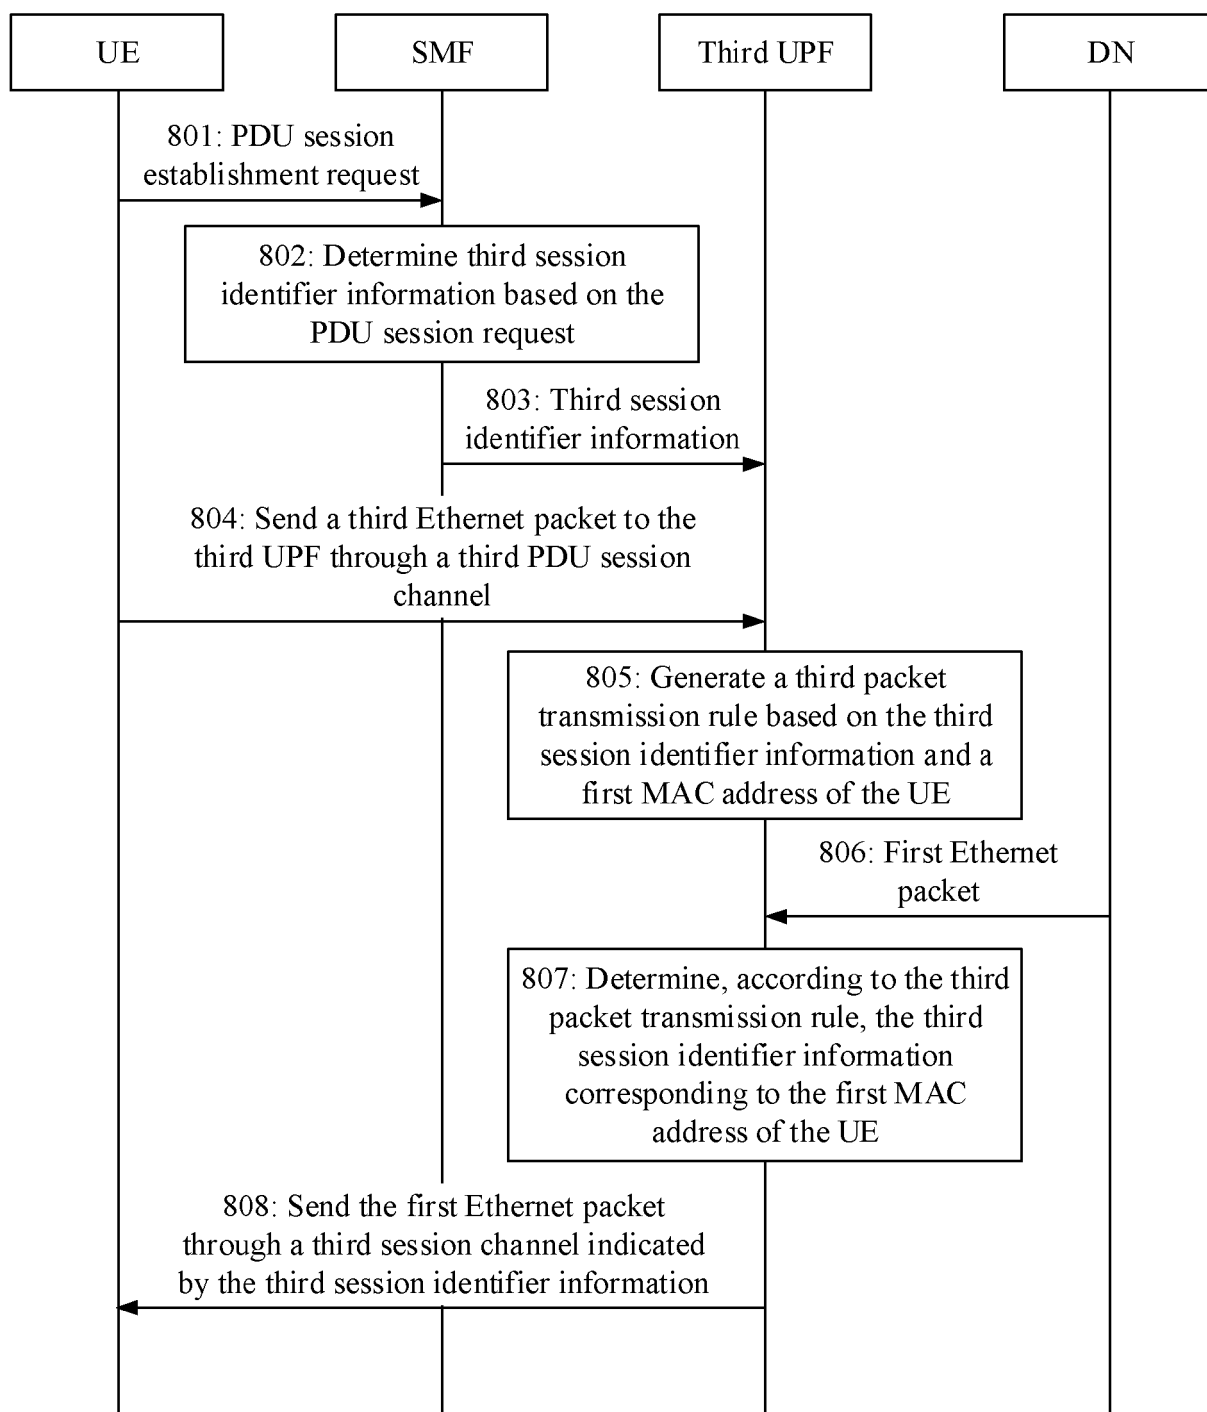 UE
SMF
Third UPF
DN
801: PDU session
establishment request
802: Determine third session
identifier information based on the
PDU session request
803: Third session
identifier information
804: Send a third Ethernet packet to the
third UPF through a third PDU session
channel
805: Generate a third packet
transmission rule based on the third
session identifier information and a
first MAC address of the UE
806: First Ethernet
packet
807: Determine, according to the third
packet transmission rule, the third
session identifier information
corresponding to the first MAC
address of the UE
808: Send the first Ethernet packet
through a third session channel indicated
by the third session identifier information